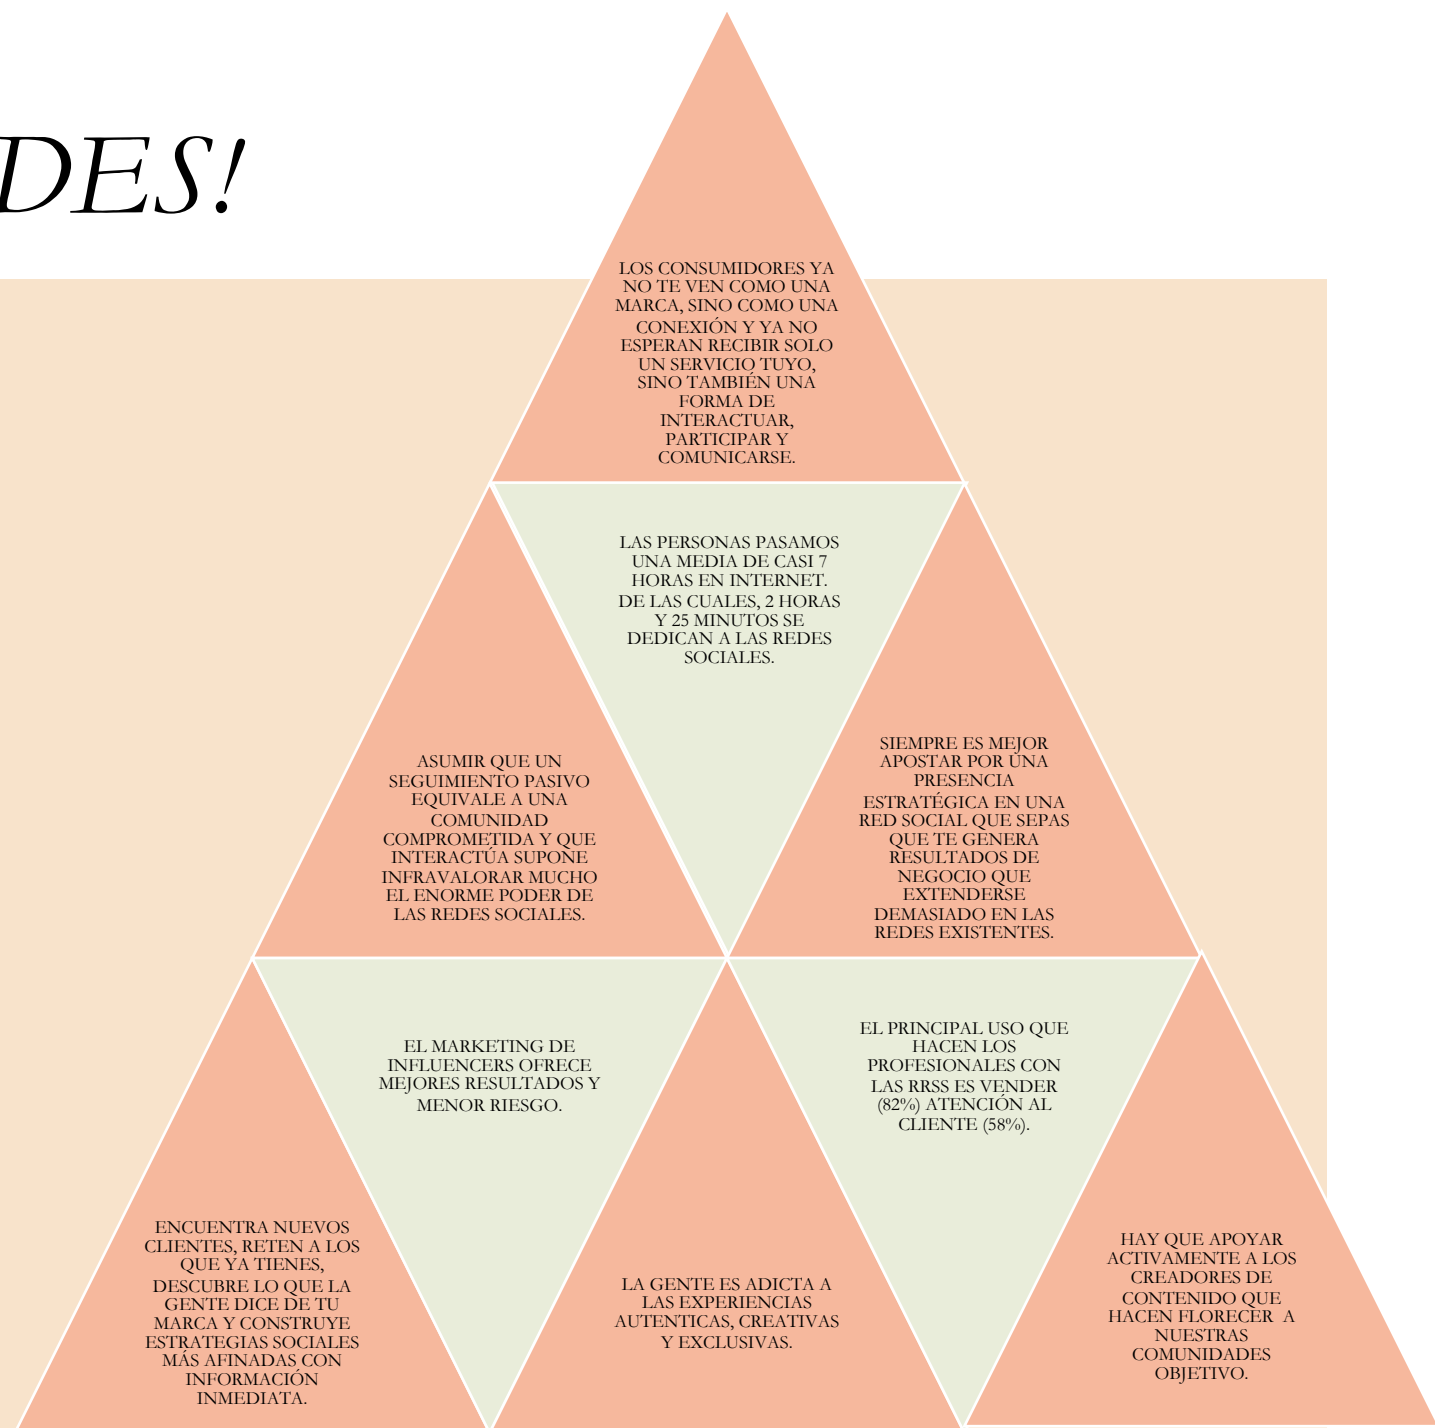 DES!
LOS CONSUMIDORES YA
NO TE VEN COMO UNA
MARCA, SINO COMO UNA
CONEXIÓN Y YA NO
ESPERAN RECIBIR SOLO
UN SERVICIO TUYO,
SINO TAMBIÉN UNA
FORMA DE
INTERACTUAR,
PARTICIPAR Y
COMUNICARSE.
LAS PERSONAS PASAMOS
UNA MEDIA DE CASI 7
HORAS EN INTERNET.
DE LAS CUALES, 2 HORAS
Y 25 MINUTOS SE
DEDICAN A LAS REDES
SOCIALES.
ASUMIR QUE UN
SEGUIMIENTO PASIVO
EQUIVALE A UNA
COMUNIDAD
COMPROMETIDA Y QUE
INTERACTÚA SUPONE
INFRAVALORAR MUCHO
EL ENORME PODER DE
LAS REDES SOCIALES.
SIEMPRE ES MEJOR
APOSTAR POR UNA
PRESENCIA
ESTRATÉGICA EN UNA
RED SOCIAL QUE SEPAS
QUE TE GENERA
RESULTADOS DE
NEGOCIO QUE
EXTENDERSE
DEMASIADO EN LAS
REDES EXISTENTES.
EL MARKETING DE
INFLUENCERS OFRECE
MEJORES RESULTADOS Y
MENOR RIESGO.
EL PRINCIPAL USO QUE
HACEN LOS
PROFESIONALES CON
LAS RRSS ES VENDER
(82%) ATENCIÓN AL
CLIENTE (58%).
ENCUENTRA NUEVOS
CLIENTES, RETEN A LOS
QUE YA TIENES,
DESCUBRE LO QUE LA
GENTE DICE DE TU
MARCA Y CONSTRUYE
ESTRATEGIAS SOCIALES
MÁS AFINADAS CON
INFORMACIÓN
INMEDIATA.
LA GENTE ES ADICTA A
LAS EXPERIENCIAS
AUTENTICAS, CREATIVAS
Y EXCLUSIVAS.
HAY QUE APOYAR
ACTIVAMENTE A LOS
CREADORES DE
CONTENIDO QUE
HACEN FLORECER A
NUESTRAS
COMUNIDADES
OBJETIVO.